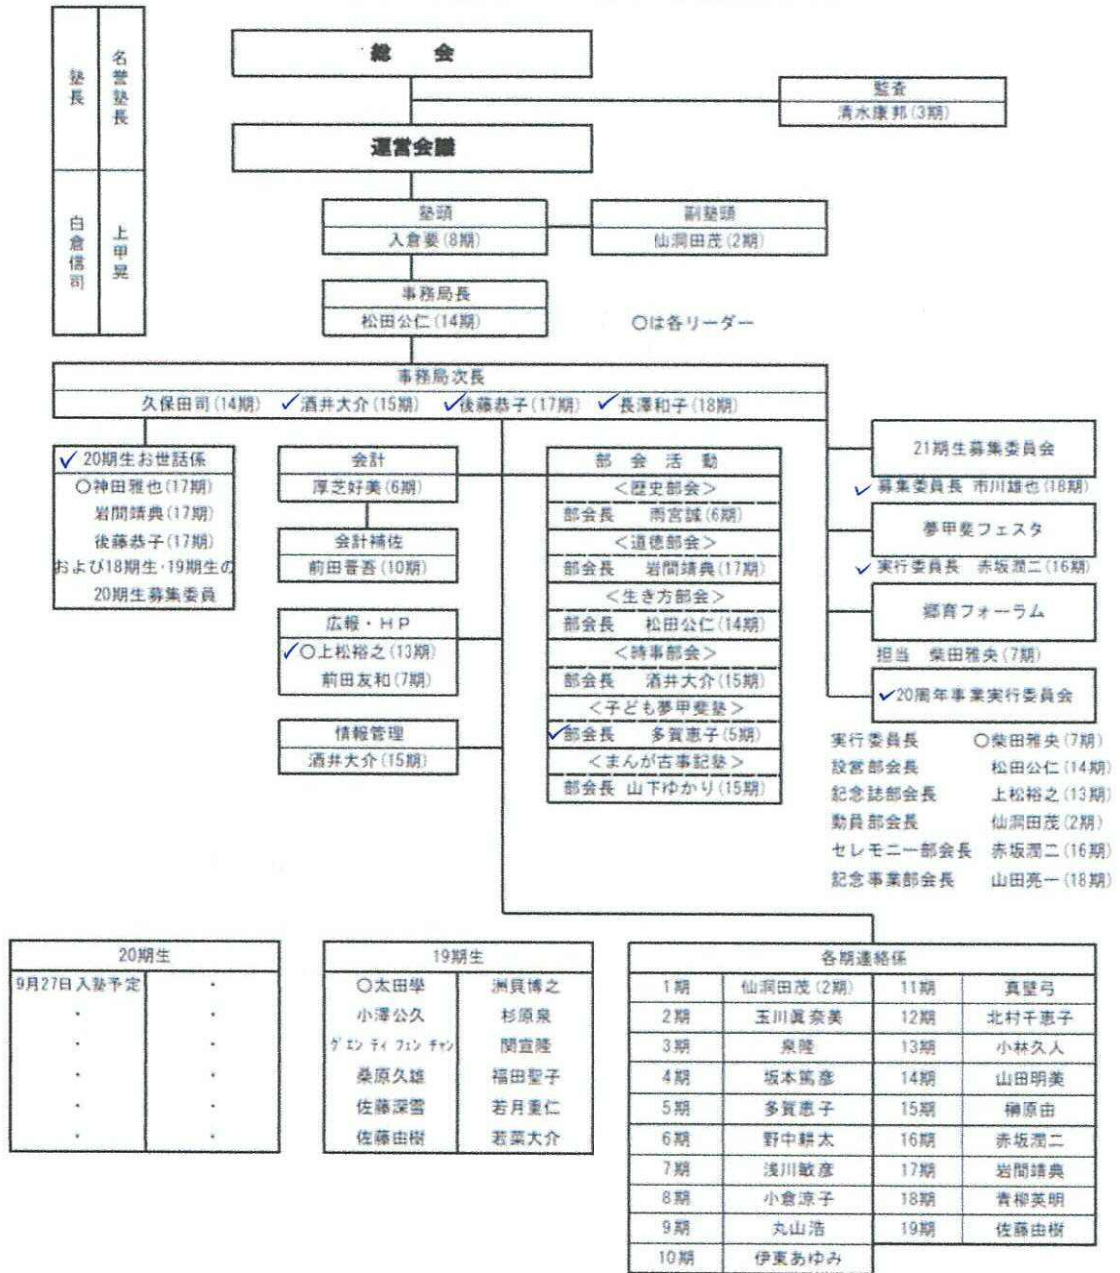 名誉塾長
塾長
上甲晃
白倉信司
総　会
監査
清水康邦(3期)
運営会議
塾頭
入倉要(8期)
副塾頭
仙洞田茂(2期)
事務局長
松田公仁(14期)
〇は各リーダー
事務局次長
久保田司(14期) ✓酒井大介(15期) ✓後藤恭子(17期) ✓長澤和子(18期)
✓ 20期生お世話係
〇神田雅也(17期)
岩間靖典(17期)
後藤恭子(17期)
および18期生・19期生の
20期生募集委員
会計
厚芝好美(6期)
会計補佐
前田晋吾(10期)
広報・HP
✓〇上松裕之(13期)
前田友和(7期)
情報管理
酒井大介(15期)
部　会　活　動
＜歴史部会＞
部会長　雨宮誠(6期)
＜道徳部会＞
部会長　岩間靖典(17期)
＜生き方部会＞
部会長　松田公仁(14期)
＜時事部会＞
部会長　酒井大介(15期)
＜子ども夢甲斐塾＞
✓部会長　多賀恵子(5期)
＜まんが古事記塾＞
部会長 山下ゆかり(15期)
21期生募集委員会
✓募集委員長 市川雄也(18期)
夢甲斐フェスタ
✓実行委員長 赤坂潤二(16期)
郷育フォーラム
担当　柴田雅央(7期)
✓20周年事業実行委員会
実行委員長　〇柴田雅央(7期)
設営部会長　松田公仁(14期)
記念誌部会長　上松裕之(13期)
動員部会長　仙洞田茂(2期)
セレモニー部会長　赤坂潤二(16期)
記念事業部会長　山田亮一(18期)
20期生
9月27日入塾予定　・
・　・
・　・
・　・
・　・
・　・
19期生
〇太田學　洲貝博之
小澤公久　杉原泉
グエン ティ フェン チャン　関宣隆
桑原久雄　福田聖子
佐藤深雪　若月重仁
佐藤由樹　若菜大介
各期連絡係
1期　仙洞田茂(2期)　11期　真壁弓
2期　玉川眞奈美　12期　北村千恵子
3期　泉隆　13期　小林久人
4期　坂本篤彦　14期　山田明美
5期　多賀恵子　15期　榊原由
6期　野中耕太　16期　赤坂潤二
7期　浅川敏彦　17期　岩間靖典
8期　小倉涼子　18期　青柳英明
9期　丸山浩　19期　佐藤由樹
10期　伊東あゆみ